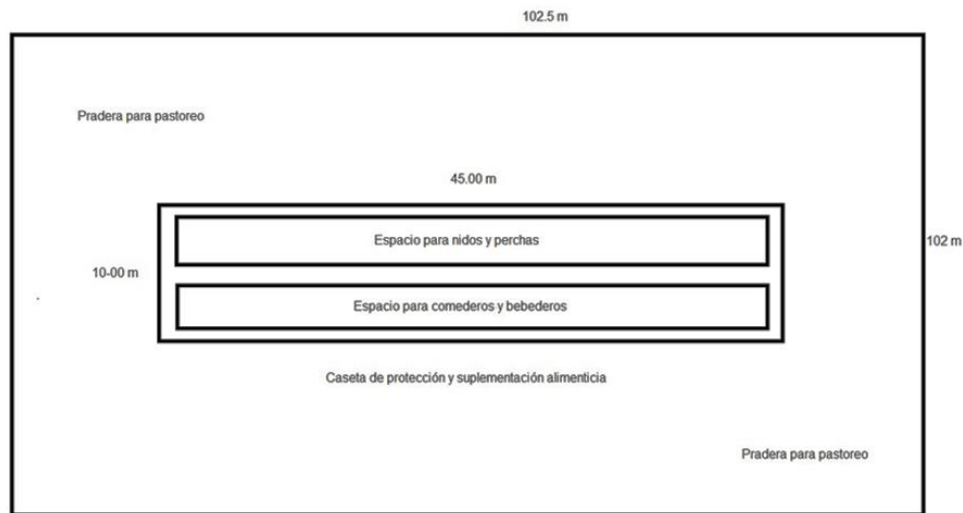 102.5 m
Pradera para pastoreo
45.00 m
Espacio para nidos y perchas
102 m
10-00 m
Espacio para comederos y bebederos
Caseta de protección y suplementación alimenticia
Pradera para pastoreo